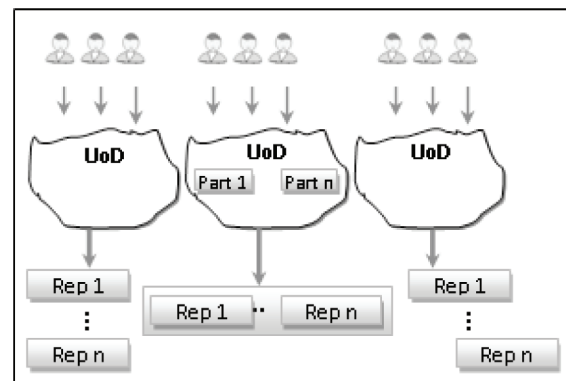 UoD
UoD
UoD
Part 1
Part n
Rep 1
⋮
Rep n
Rep 1 ·· Rep n
Rep 1
⋮
Rep n